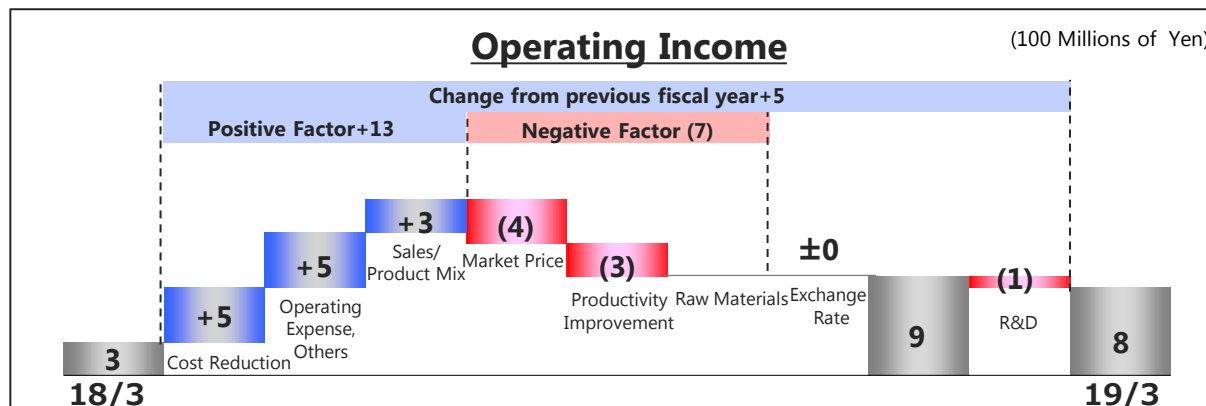 Operating Income
(100 Millions of Yen)
Change from previous fiscal year+5
Positive Factor+13
Negative Factor (7)
3
18/3
+5
Cost Reduction
+5
Operating
Expense,
Others
+3
Sales/
Product Mix
(4)
Market Price
(3)
Productivity
Improvement
Raw Materials
±0
Exchange
Rate
9
(1)
R&D
8
19/3